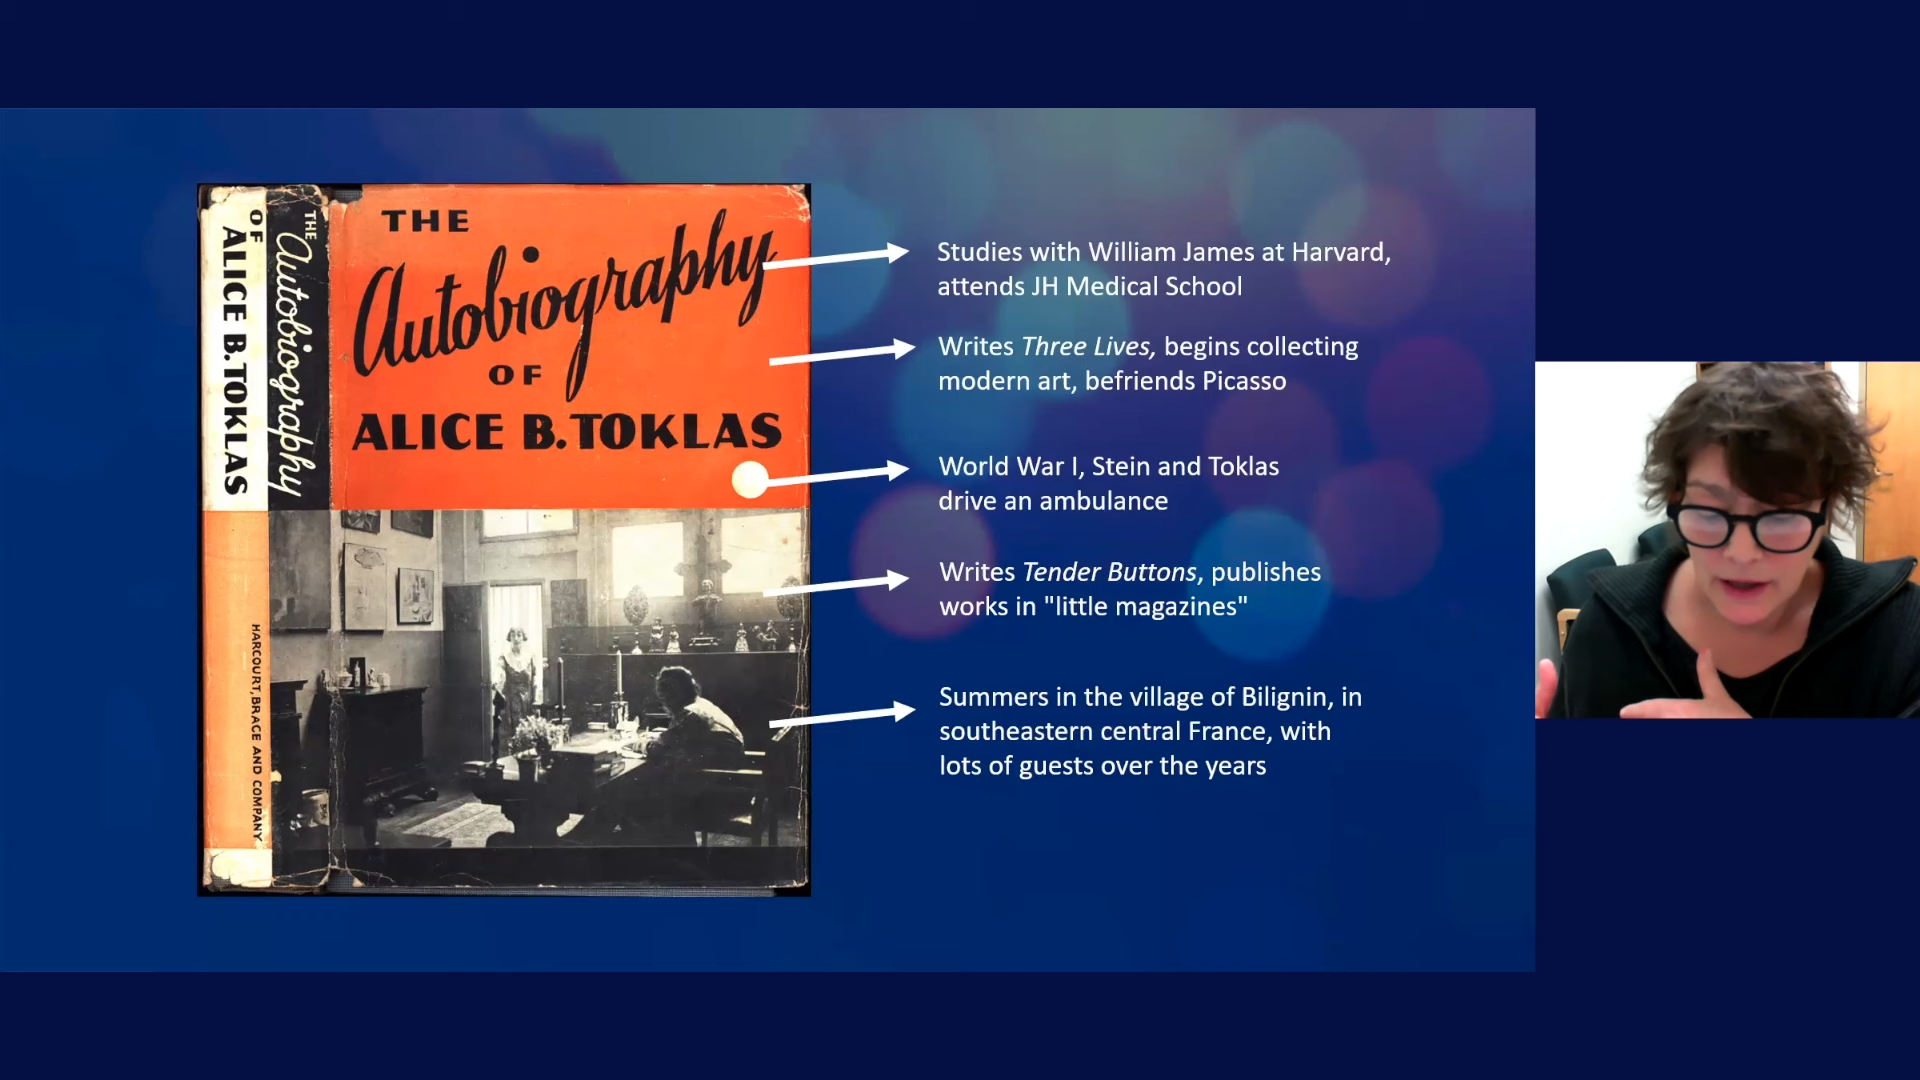 OF
ALICE B. TOKLAS
THE
Autobiography
HARCOURT, BRACE AND COMPANY
THE
Autobiography
OF
ALICE B. TOKLAS
Studies with William James at Harvard,
attends JH Medical School
Writes Three Lives, begins collecting
modern art, befriends Picasso
World War I, Stein and Toklas
drive an ambulance
Writes Tender Buttons, publishes
works in "little magazines"
Summers in the village of Bilignin, in
southeastern central France, with
lots of guests over the years